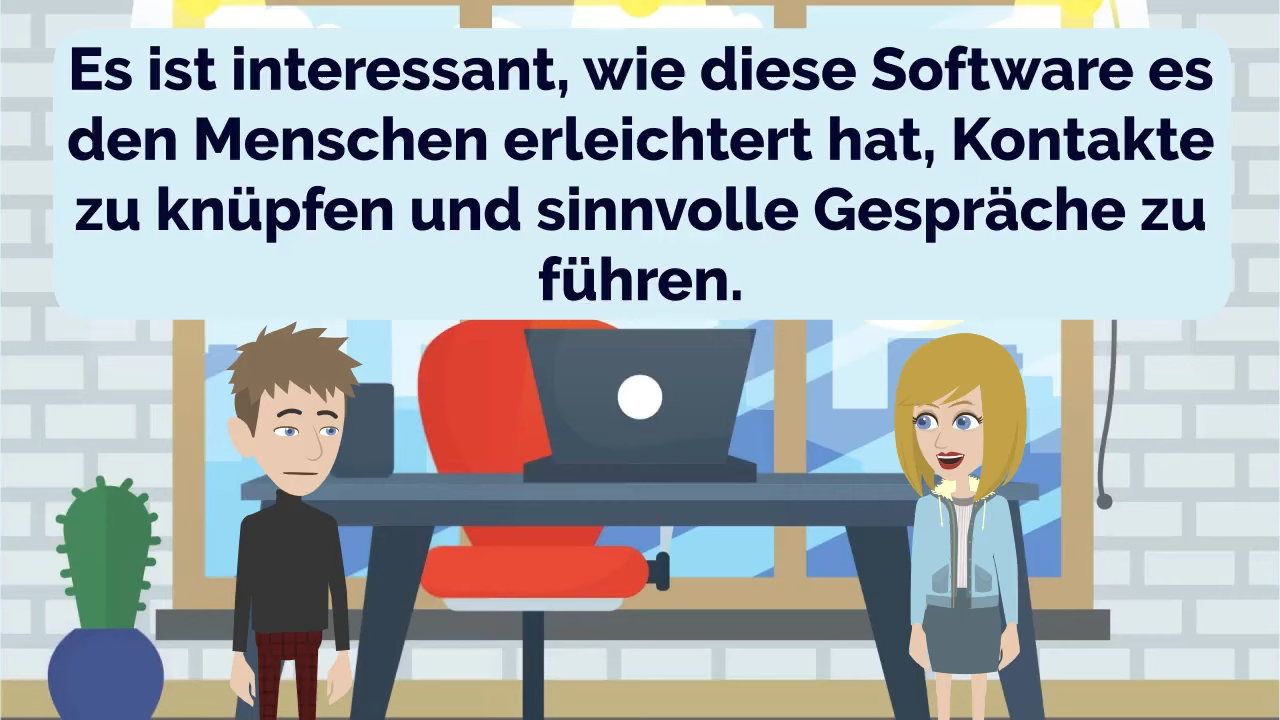 Es ist interessant, wie diese Software es
den Menschen erleichtert hat, Kontakte
zu knüpfen und sinnvolle Gespräche zu
führen.